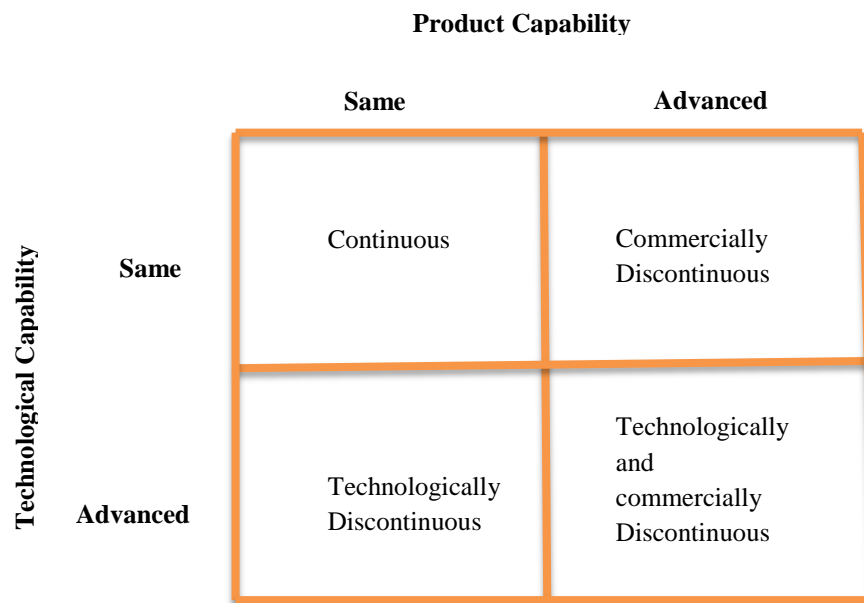 Product Capability
Same
Advanced
Technological Capability
Same
Continuous
Commercially
Discontinuous
Advanced
Technologically
Discontinuous
Technologically
and
commercially
Discontinuous